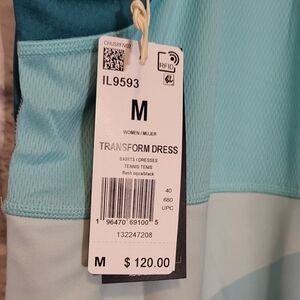 CHUSREN02
RFID
IL9593
M
WOMEN / MUJER
TRANSFORM DRESS
SKIRTS / DRESSES
TENNIS TENIS
flash aqua/black
40
680
UPC
1 96470 69100 5
132247208
M $ 120.00